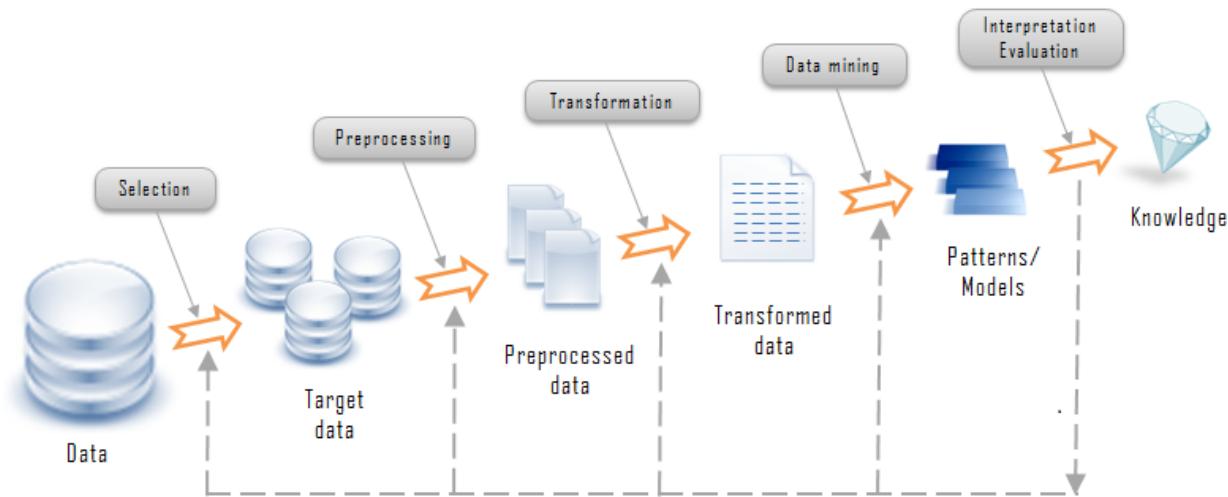 Interpretation
Evaluation
Data mining
Transformation
Preprocessing
Selection
Knowledge
Patterns/
Models
Transformed
data
Preprocessed
data
Target
data
Data